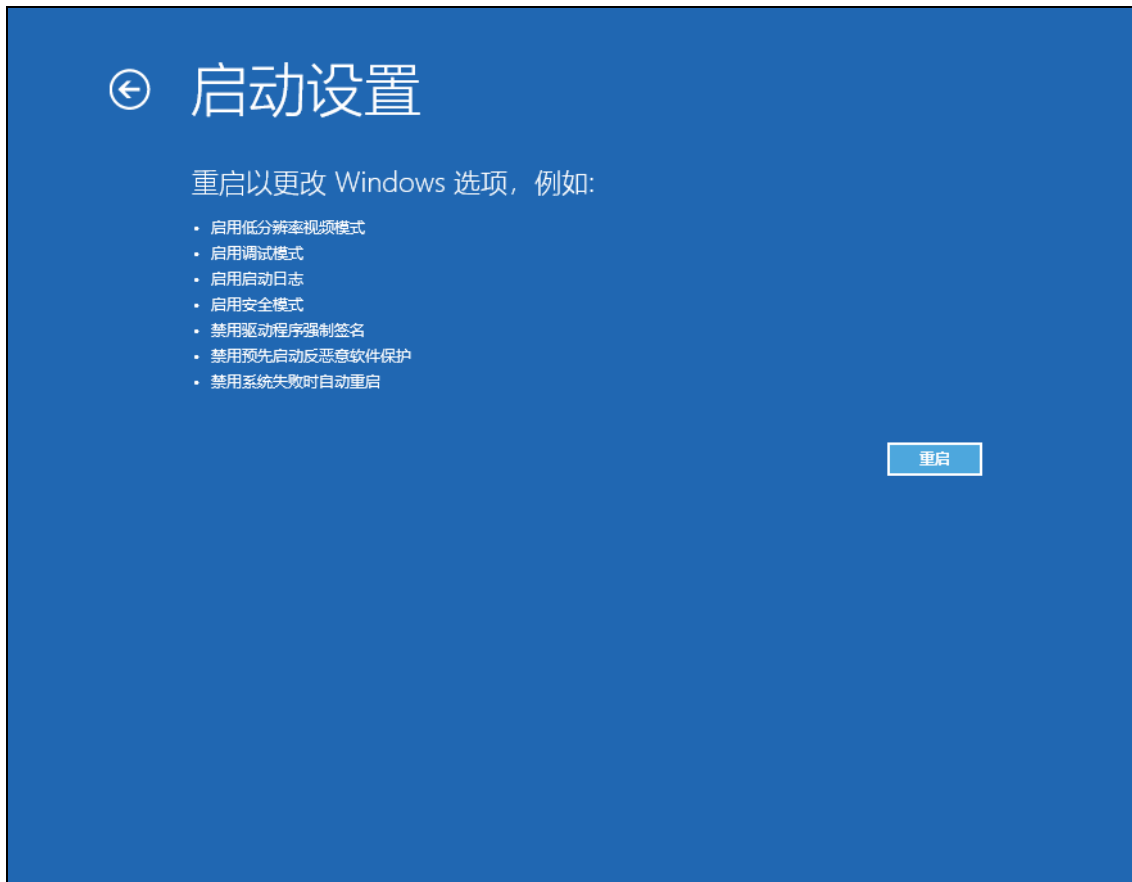 启动设置
重启以更改 Windows 选项，例如:
• 启用低分辨率视频模式
• 启用调试模式
• 启用启动日志
• 启用安全模式
• 禁用驱动程序强制签名
• 禁用预先启动反恶意软件保护
• 禁用系统失败时自动重启
重启